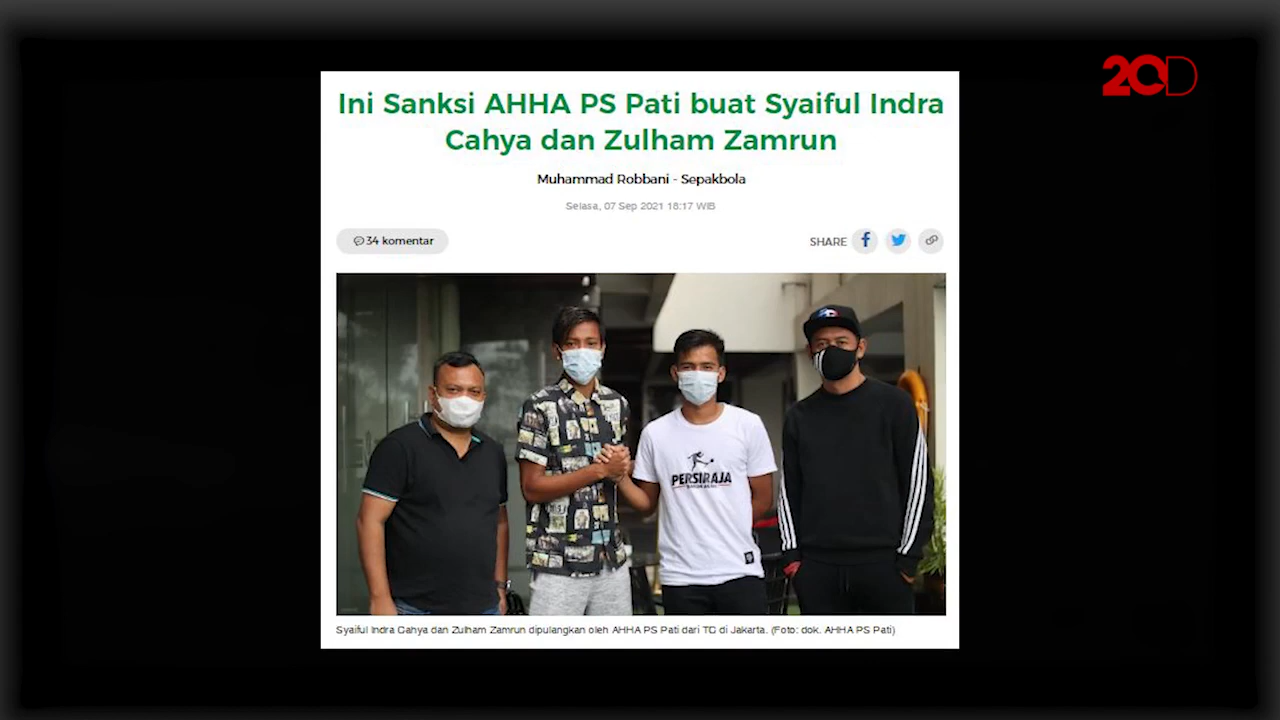 20D
Ini Sanksi AHHA PS Pati buat Syaiful Indra
Cahya dan Zulham Zamrun
Muhammad Robbani - Sepakbola
Selasa, 07 Sep 2021 18:17 WIB
34 komentar
SHARE
PERSIRAJA
Syaiful Indra Cahya dan Zulham Zamrun dipulangkan oleh AHHA PS Pati dari TC di Jakarta. (Foto: dok. AHHA PS Pati)